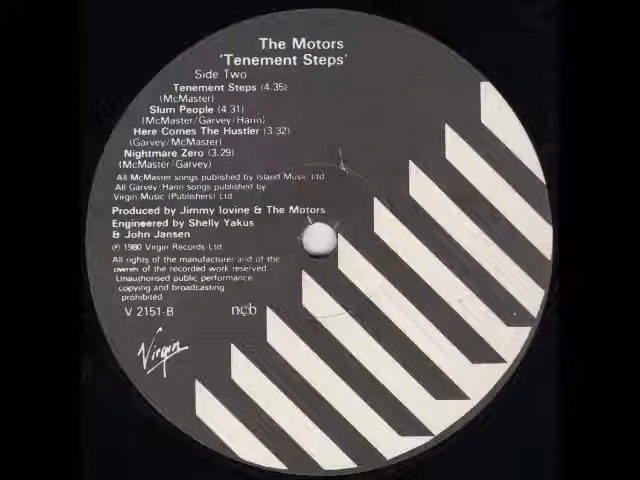 The Motors
'Tenement Steps'
Side Two
Tenement Steps (4.35)
(McMaster)
Slum People (4.31)
(McMaster/Garvey/Hann)
Here Comes The Hustler (3.32)
(Garvey/McMaster)
Nightmare Zero (3.29)
(McMaster/Garvey)
All McMaster songs published by Island Music Ltd
All Garvey/Hann songs published by
Virgin Music (Publishers) Ltd
Produced by Jimmy Iovine & The Motors
Engineered by Shelly Yakus
& John Jansen
℗ 1980 Virgin Records Ltd
All rights of the manufacturer and of the
owner of the recorded work reserved
Unauthorised public performance
copying and broadcasting
prohibited
V 2151-B
ncb
Virgin